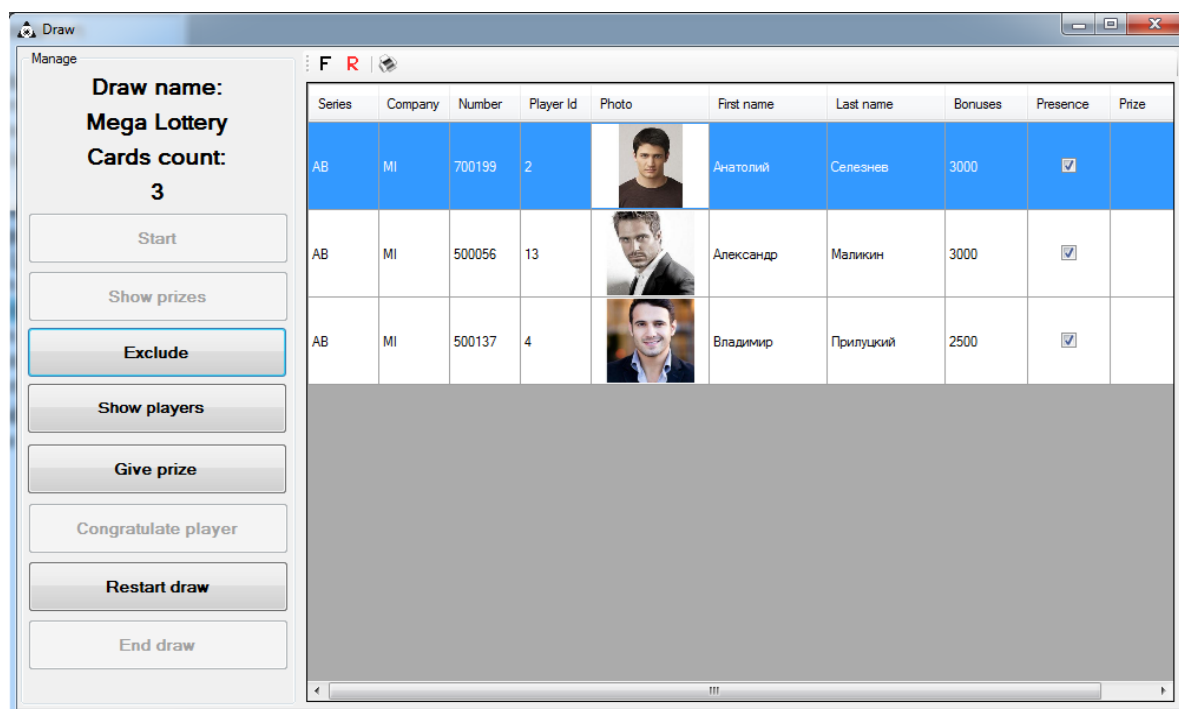 Draw
Manage
Draw name:
Mega Lottery
Cards count:
3
Start
Show prizes
Exclude
Show players
Give prize
Congratulate player
Restart draw
End draw
F R
Series Company Number Player Id Photo First name Last name Bonuses Presence Prize
AB MI 700199 2 Анатолий Селезнев 3000
AB MI 500056 13 Александр Маликин 3000
AB MI 500137 4 Владимир Прилуцкий 2500